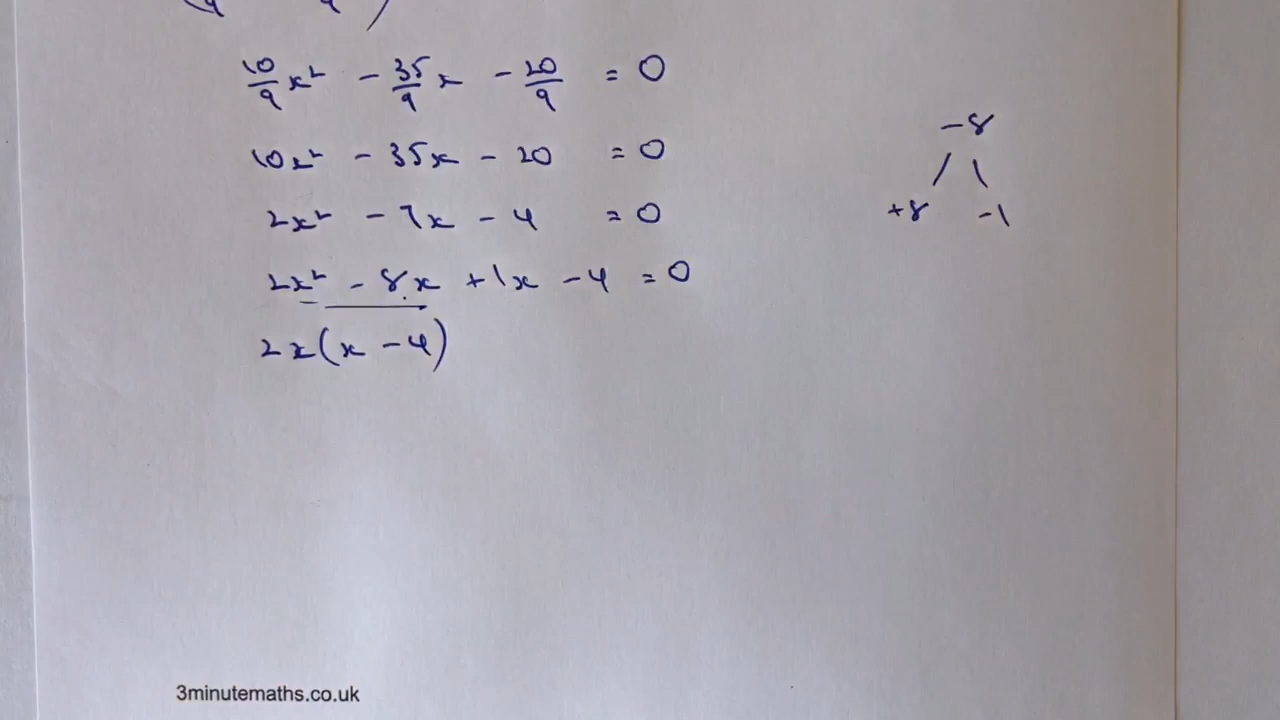 10/9 x² - 35/9 x - 20/9 = 0
10x² - 35x - 20 = 0
2x² - 7x - 4 = 0
2x² - 8x + 1x - 4 = 0
2x(x - 4)
-8
+8 -1
3minutemaths.co.uk